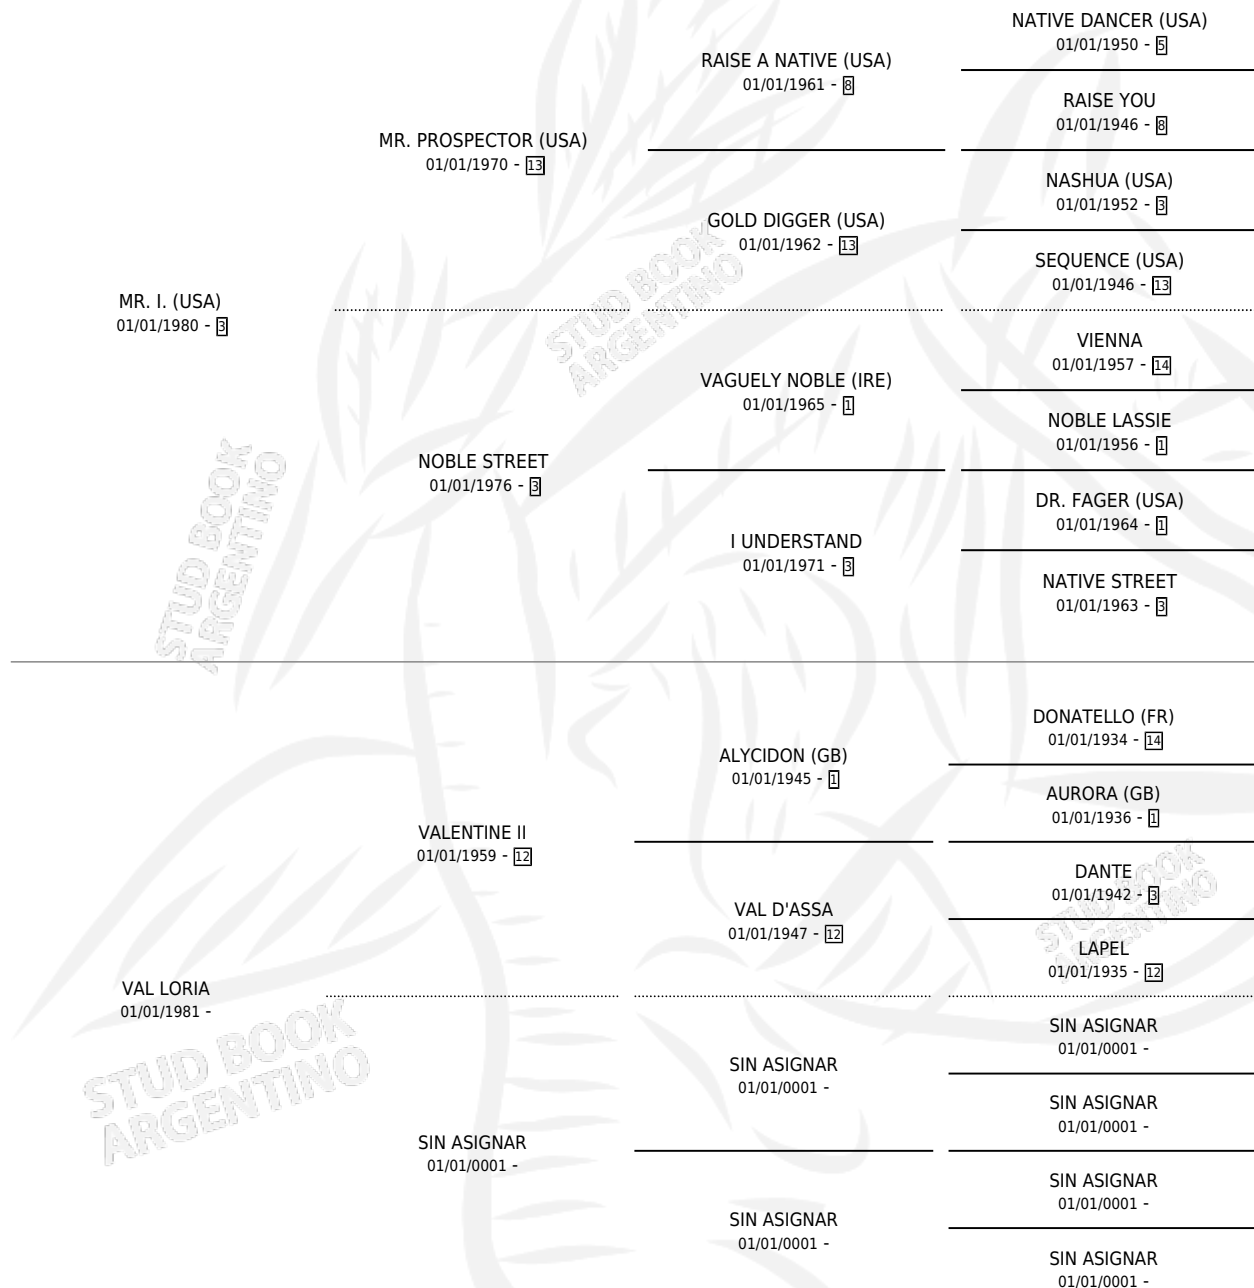 NATIVE DANCER (USA)
01/01/1950 - 5
RAISE A NATIVE (USA)
01/01/1961 - 8
RAISE YOU
01/01/1946 - 8
MR. PROSPECTOR (USA)
01/01/1970 - 13
NASHUA (USA)
01/01/1952 - 3
GOLD DIGGER (USA)
01/01/1962 - 13
SEQUENCE (USA)
01/01/1946 - 13
MR. I. (USA)
01/01/1980 - 3
STUD BOOK
ARGENTINO
VIENNA
01/01/1957 - 14
VAGUELY NOBLE (IRE)
01/01/1965 - 1
NOBLE LASSIE
01/01/1956 - 1
NOBLE STREET
01/01/1976 - 3
DR. FAGER (USA)
01/01/1964 - 1
I UNDERSTAND
01/01/1971 - 3
NATIVE STREET
01/01/1963 - 3
STUD BOOK
ARGENTINO
DONATELLO (FR)
01/01/1934 - 14
ALYCIDON (GB)
01/01/1945 - 1
AURORA (GB)
01/01/1936 - 1
VALENTINE II
01/01/1959 - 12
DANTE
01/01/1942 - 3
VAL D'ASSA
01/01/1947 - 12
LAPEL
01/01/1935 - 12
STUD BOOK
ARGENTINO
VAL LORIA
01/01/1981 -
STUD BOOK
ARGENTINO
SIN ASIGNAR
01/01/0001 -
SIN ASIGNAR
01/01/0001 -
SIN ASIGNAR
01/01/0001 -
SIN ASIGNAR
01/01/0001 -
SIN ASIGNAR
01/01/0001 -
SIN ASIGNAR
01/01/0001 -
SIN ASIGNAR
01/01/0001 -